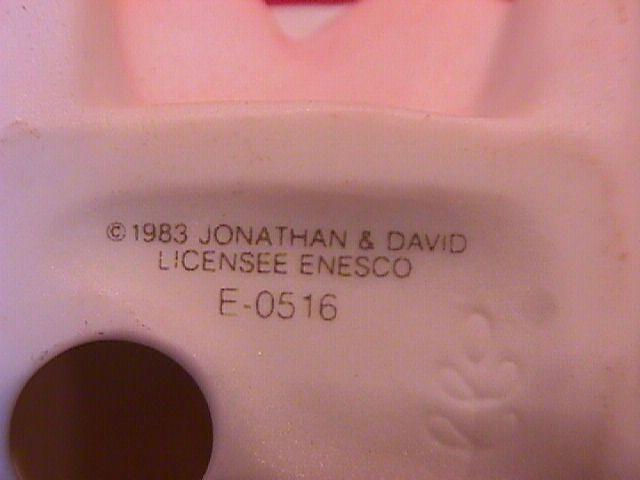 ©1983 JONATHAN & DAVID
LICENSEE ENESCO
E-0516